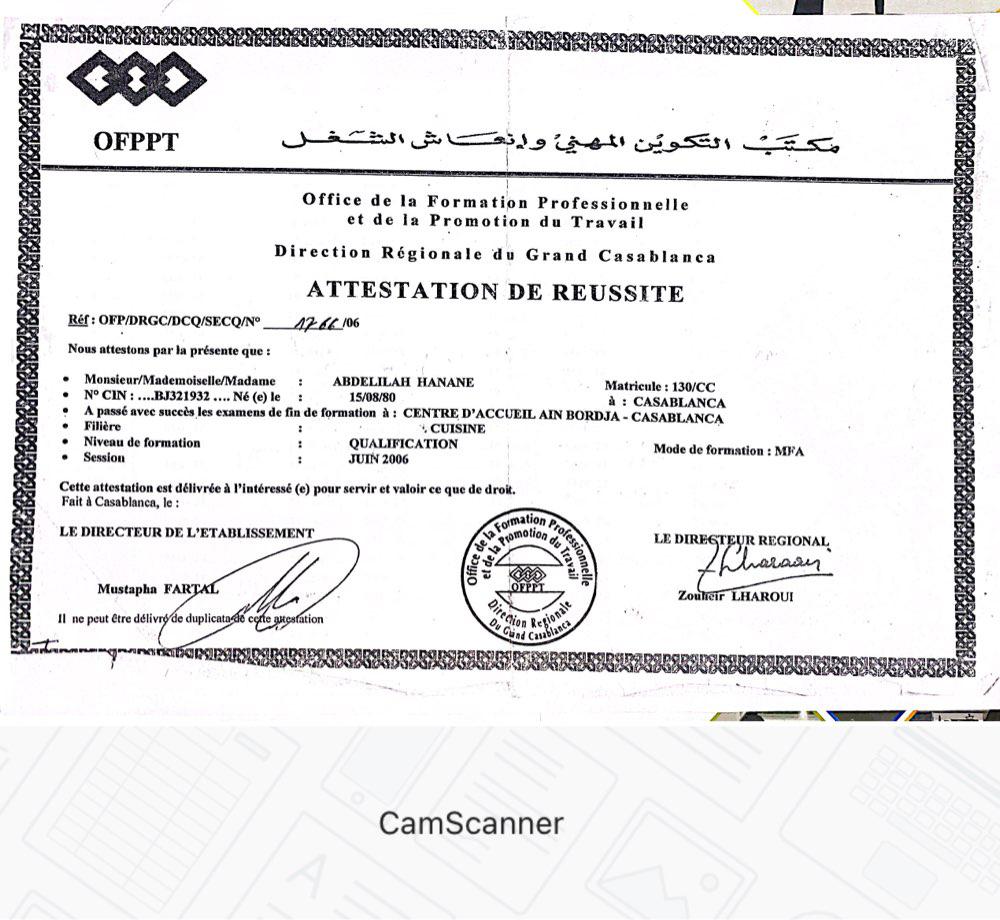 OFPPT
مكتب التكوين المهني وإنعاش الشغل
Office de la Formation Professionnelle
et de la Promotion du Travail
Direction Régionale du Grand Casablanca
ATTESTATION DE REUSSITE
Réf : OFP/DRGC/DCQ/SECQ/N° 1766 /06
Nous attestons par la présente que :
• Monsieur/Mademoiselle/Madame : ABDELILAH HANANE Matricule : 130/CC
• N° CIN : ....BJ321932 .... Né (e) le : 15/08/80 à : CASABLANCA
• A passé avec succès les examens de fin de formation à : CENTRE D'ACCUEIL AIN BORDJA - CASABLANCA
• Filière : CUISINE
• Niveau de formation : QUALIFICATION Mode de formation : MFA
• Session : JUIN 2006
Cette attestation est délivrée à l'intéressé (e) pour servir et valoir ce que de droit.
Fait à Casablanca, le :
LE DIRECTEUR DE L'ETABLISSEMENT
LE DIRECTEUR REGIONAL
Mustapha FARTAL
Zouheir LHAROUI
Il ne peut être délivré de duplicata de cette attestation
Office de la Formation Professionnelle
et de la Promotion du Travail
OFPPT
Direction Regionale
Du Grand Casablanca
CamScanner